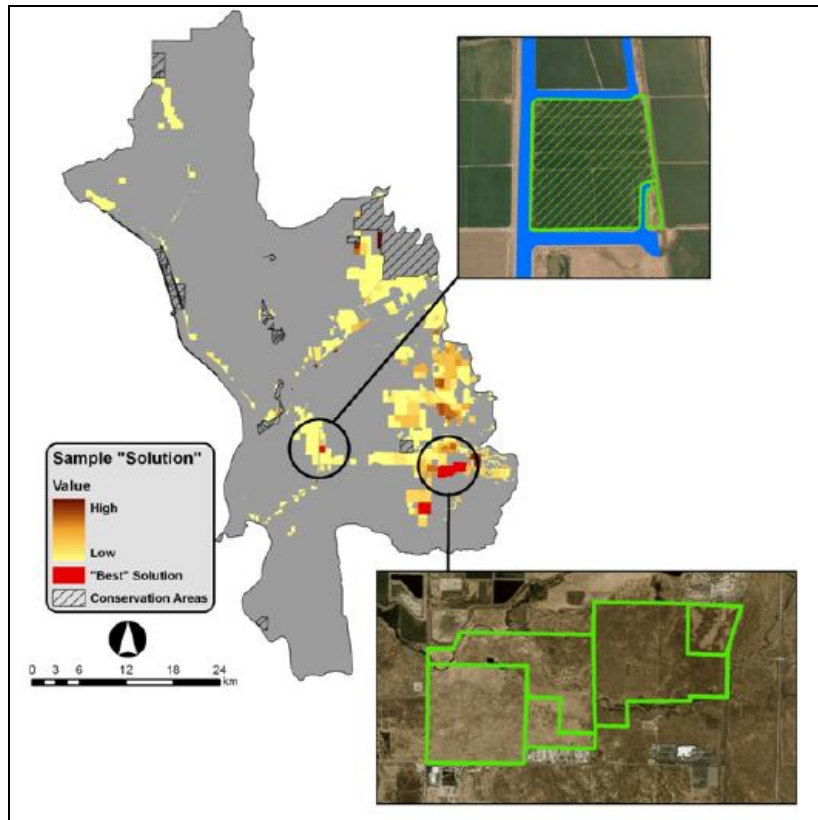 Sample "Solution"
Value
High
Low
"Best" Solution
Conservation Areas
0 3 6 12 18 24
km